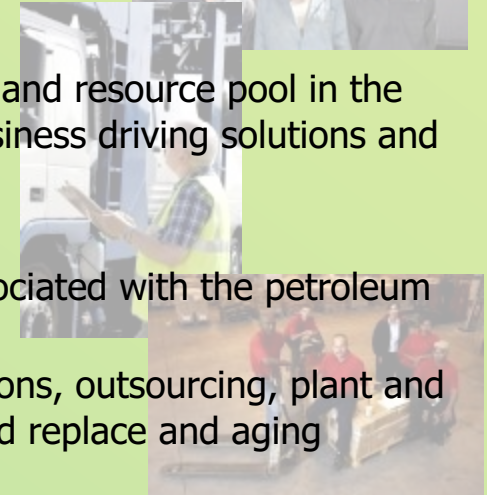 and resource pool in the
siness driving solutions and
ociated with the petroleum
ons, outsourcing, plant and
d replace and aging